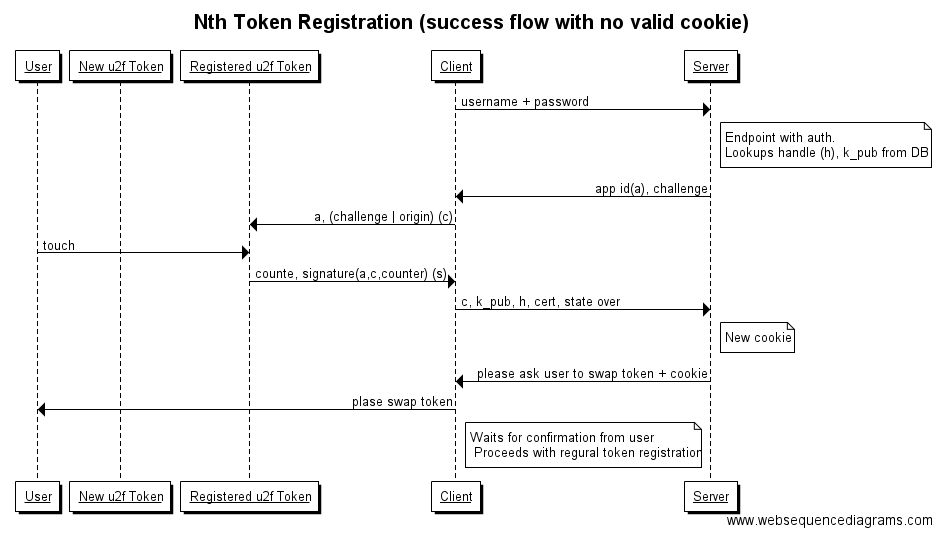 Nth Token Registration (success flow with no valid cookie)
User
New u2f Token
Registered u2f Token
Client
Server
username + password
Endpoint with auth.
Lookups handle (h), k_pub from DB
app id(a), challenge
a, (challenge | origin) (c)
touch
counte, signature(a,c,counter) (s)
c, k_pub, h, cert, state over
New cookie
please ask user to swap token + cookie
plase swap token
Waits for confirmation from user
Proceeds with regural token registration
User
New u2f Token
Registered u2f Token
Client
Server
www.websequencediagrams.com